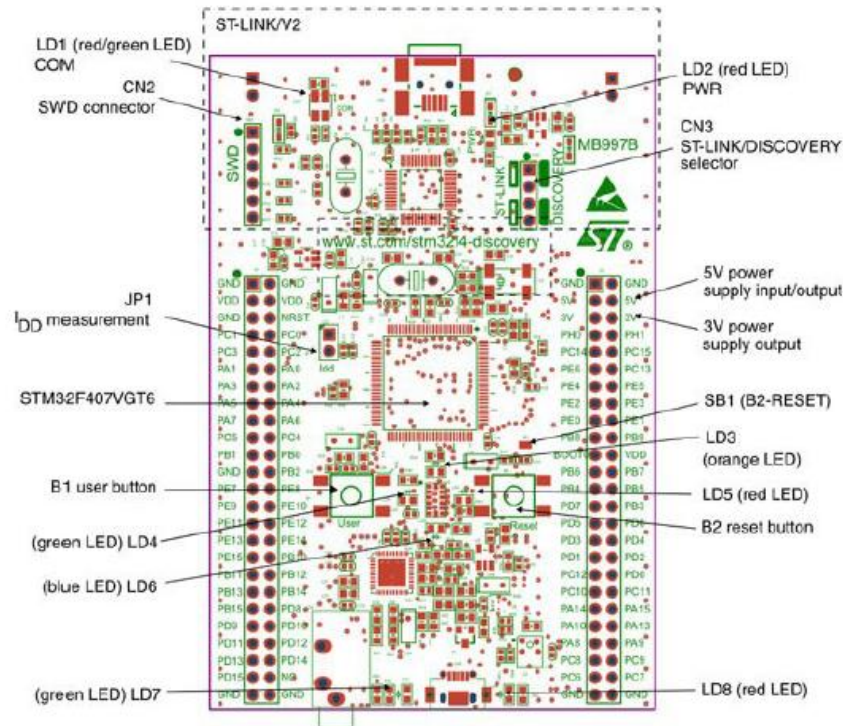 ST-LINK/V2
LD1 (red/green LED)
COM
CN2
SWD connector
LD2 (red LED)
PWR
CN3
ST-LINK/DISCOVERY
selector
COM
PWR
MB997B
SWD
ST-LINK
DISCOVERY
www.st.com/stm32f4-discovery
JP1
IDD measurement
Idd
STM32F407VGT6
B1 user button
(green LED) LD4
(blue LED) LD6
(green LED) LD7
5V power
supply input/output
3V power
supply output
SB1 (B2-RESET)
LD3
(orange LED)
LD5 (red LED)
B2 reset button
LD8 (red LED)
User
Reset
GND GND GND GND
VDD VDD 5V 5V
GND NRST 3V 3V
PC1 PC0 PH0 PH1
PC3 PC2 PC14 PC15
PA1 PA0 PE6 PC13
PA3 PA2 PE4 PE5
PA5 PA4 PE2 PE3
PA7 PA6 PE0 PE1
PC5 PC4 PB8 PB9
PB1 PB0 BOOT0 VDD
GND PB2 PB6 PB7
PE7 PE8 PB4 PB5
PE9 PE10 PD7 PB3
PE11 PE12 PD5 PD6
PE13 PE14 PD3 PD4
PE15 PB10 PD1 PD2
PB11 PB12 PC12 PD0
PB13 PB14 PC10 PC11
PB15 PD8 PA14 PA15
PD9 PD10 PA10 PA13
PD11 PD12 PA8 PA9
PD13 PD14 PC8 PC9
PD15 NC PC6 PC7
GND GND GND GND